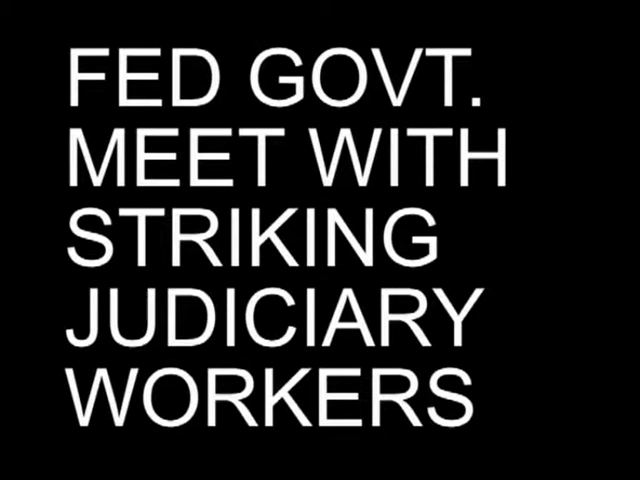 FED GOVT.
MEET WITH
STRIKING
JUDICIARY
WORKERS